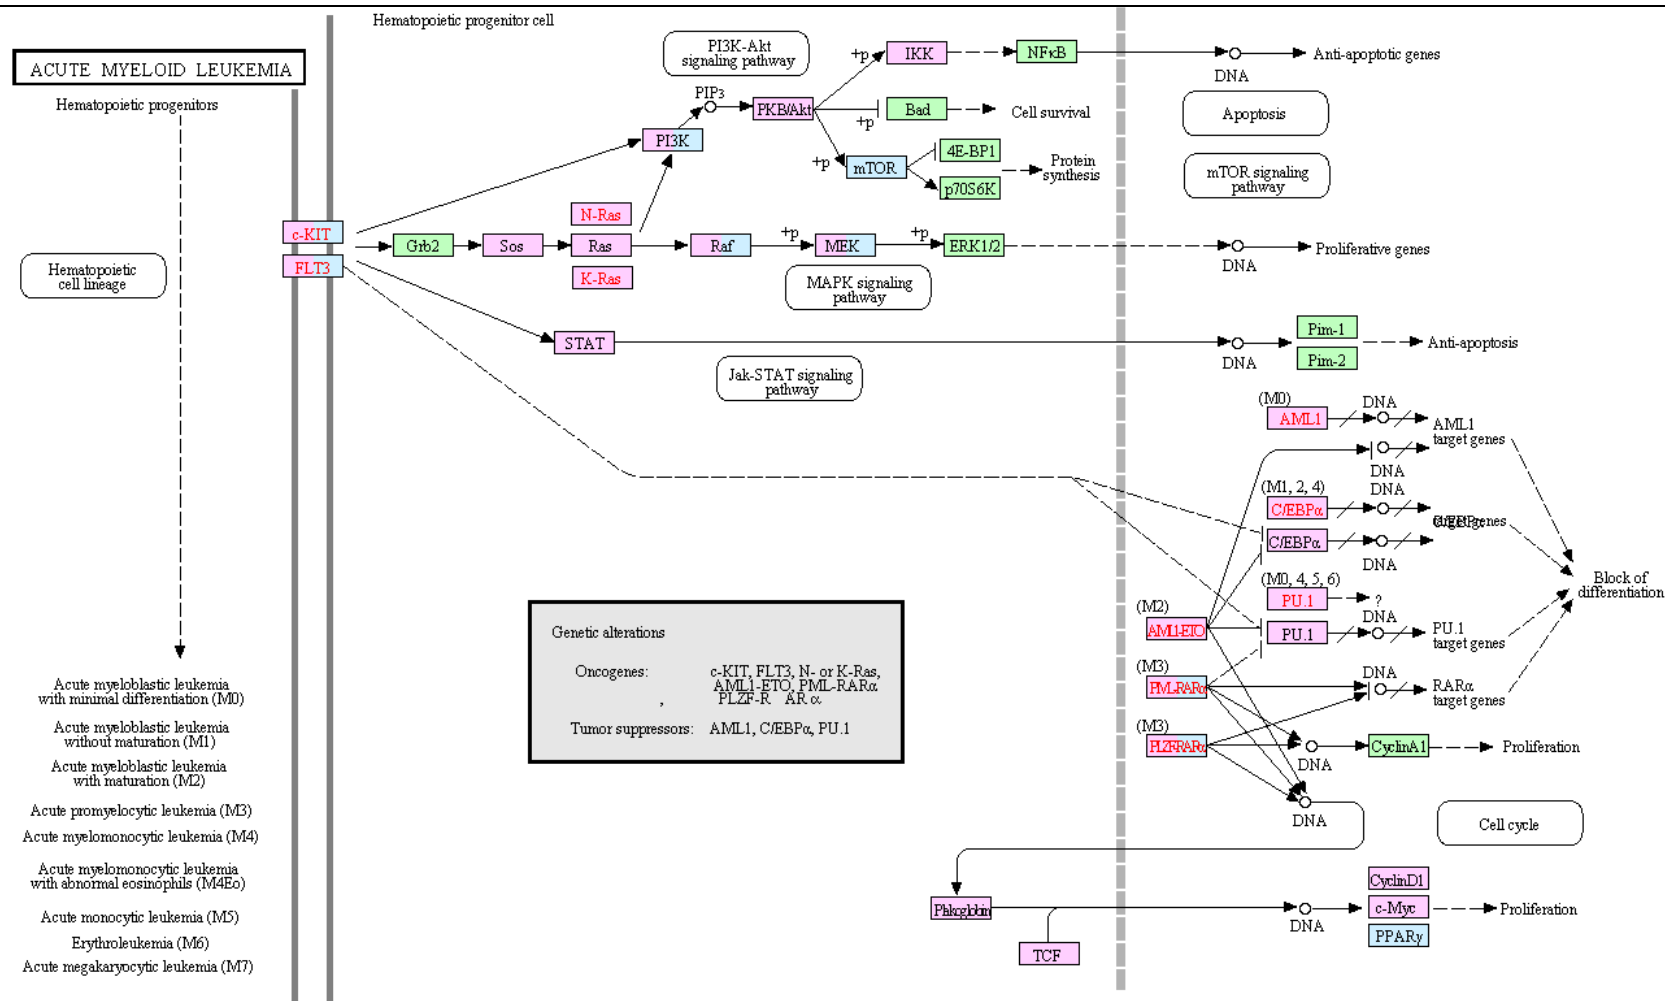 Hematopoietic progenitor cell
ACUTE MYELOID LEUKEMIA
Hematopoietic progenitors
Hematopoietic
cell lineage
Acute myeloblastic leukemia
with minimal differentiation (M0)
Acute myeloblastic leukemia
without maturation (M1)
Acute myeloblastic leukemia
with maturation (M2)
Acute promyelocytic leukemia (M3)
Acute myelomonocytic leukemia (M4)
Acute myelomonocytic leukemia
with abnormal eosinophils (M4Eo)
Acute monocytic leukemia (M5)
Erythroleukemia (M6)
Acute megakaryocytic leukemia (M7)
c-KIT
FLT3
PI3K-Akt
signaling pathway
PIP3
PI3K
PKB/Akt
+p
IKK
NFκB
DNA
Anti-apoptotic genes
+p
Bad
Cell survival
Apoptosis
+p
mTOR
4E-BP1
p70S6K
Protein
synthesis
mTOR signaling
pathway
Grb2
Sos
N-Ras
Ras
K-Ras
Raf
+p
MEK
+p
ERK1/2
DNA
Proliferative genes
MAPK signaling
pathway
STAT
DNA
Pim-1
Pim-2
Anti-apoptosis
Jak-STAT signaling
pathway
(M0)
AML1
DNA
AML1
target genes
DNA
(M1, 2, 4)
DNA
C/EBPα
target genes
C/EBPα
DNA
(M0, 4, 5, 6)
PU.1
?
DNA
PU.1
PU.1
target genes
Block of
differentiation
(M2)
AML1-ETO
(M3)
PML-RARα
DNA
RARα
target genes
(M3)
PLZF-RARα
DNA
CyclinA1
Proliferation
DNA
Cell cycle
Genetic alterations
Oncogenes: c-KIT, FLT3, N- or K-Ras,
AML1-ETO, PML-RARα
, PLZF-R AR α
Tumor suppressors: AML1, C/EBPα, PU.1
Plakoglobin
TCF
DNA
CyclinD1
c-Myc
PPARγ
Proliferation